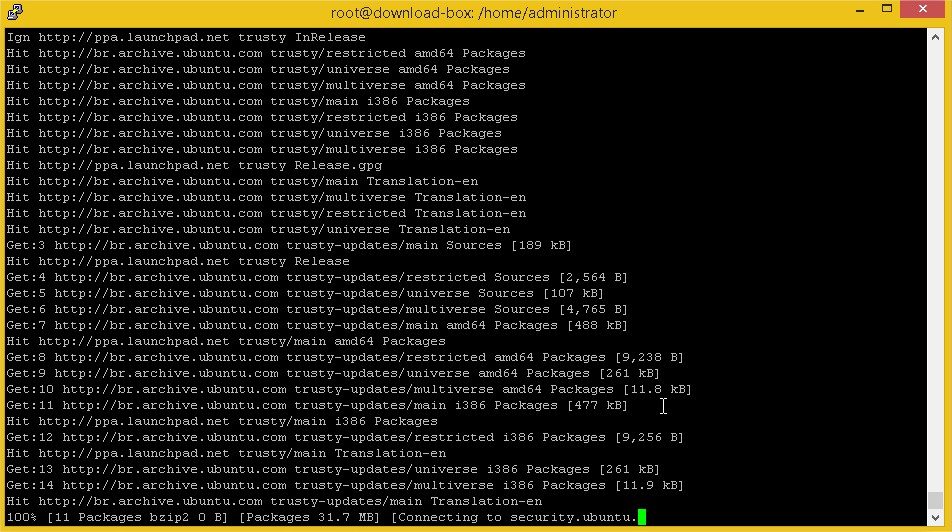 root@download-box: /home/administrator
Ign http://ppa.launchpad.net trusty InRelease
Hit http://br.archive.ubuntu.com trusty/restricted amd64 Packages
Hit http://br.archive.ubuntu.com trusty/universe amd64 Packages
Hit http://br.archive.ubuntu.com trusty/multiverse amd64 Packages
Hit http://br.archive.ubuntu.com trusty/main i386 Packages
Hit http://br.archive.ubuntu.com trusty/restricted i386 Packages
Hit http://br.archive.ubuntu.com trusty/universe i386 Packages
Hit http://br.archive.ubuntu.com trusty/multiverse i386 Packages
Hit http://ppa.launchpad.net trusty Release.gpg
Hit http://br.archive.ubuntu.com trusty/main Translation-en
Hit http://br.archive.ubuntu.com trusty/multiverse Translation-en
Hit http://br.archive.ubuntu.com trusty/restricted Translation-en
Hit http://br.archive.ubuntu.com trusty/universe Translation-en
Get:3 http://br.archive.ubuntu.com trusty-updates/main Sources [189 kB]
Hit http://ppa.launchpad.net trusty Release
Get:4 http://br.archive.ubuntu.com trusty-updates/restricted Sources [2,564 B]
Get:5 http://br.archive.ubuntu.com trusty-updates/universe Sources [107 kB]
Get:6 http://br.archive.ubuntu.com trusty-updates/multiverse Sources [4,765 B]
Get:7 http://br.archive.ubuntu.com trusty-updates/main amd64 Packages [488 kB]
Hit http://ppa.launchpad.net trusty/main amd64 Packages
Get:8 http://br.archive.ubuntu.com trusty-updates/restricted amd64 Packages [9,238 B]
Get:9 http://br.archive.ubuntu.com trusty-updates/universe amd64 Packages [261 kB]
Get:10 http://br.archive.ubuntu.com trusty-updates/multiverse amd64 Packages [11.8 kB]
Get:11 http://br.archive.ubuntu.com trusty-updates/main i386 Packages [477 kB]
Hit http://ppa.launchpad.net trusty/main i386 Packages
Get:12 http://br.archive.ubuntu.com trusty-updates/restricted i386 Packages [9,256 B]
Hit http://ppa.launchpad.net trusty/main Translation-en
Get:13 http://br.archive.ubuntu.com trusty-updates/universe i386 Packages [261 kB]
Get:14 http://br.archive.ubuntu.com trusty-updates/multiverse i386 Packages [11.9 kB]
Hit http://br.archive.ubuntu.com trusty-updates/main Translation-en
100% [11 Packages bzip2 0 B] [Packages 31.7 MB] [Connecting to security.ubuntu.